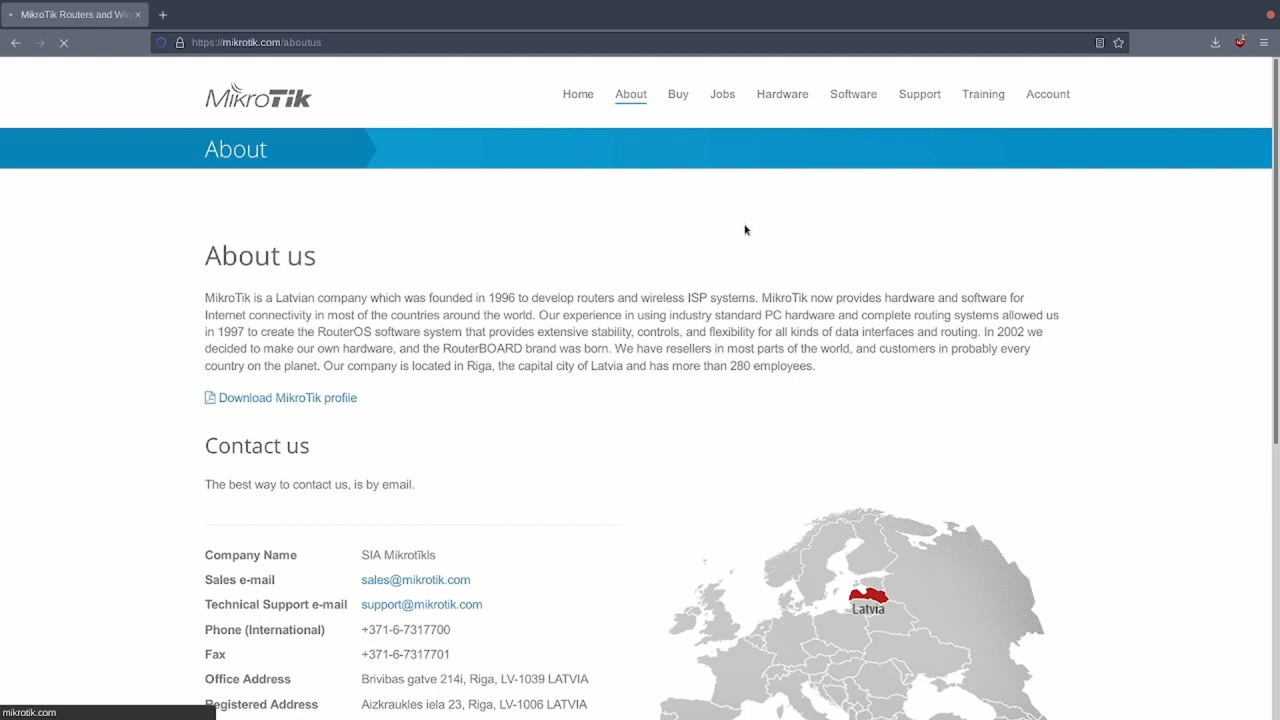 MikroTik Routers and Wir
https://mikrotik.com/aboutus
MikroTik
Home About Buy Jobs Hardware Software Support Training Account
About
About us
MikroTik is a Latvian company which was founded in 1996 to develop routers and wireless ISP systems. MikroTik now provides hardware and software for
Internet connectivity in most of the countries around the world. Our experience in using industry standard PC hardware and complete routing systems allowed us
in 1997 to create the RouterOS software system that provides extensive stability, controls, and flexibility for all kinds of data interfaces and routing. In 2002 we
decided to make our own hardware, and the RouterBOARD brand was born. We have resellers in most parts of the world, and customers in probably every
country on the planet. Our company is located in Riga, the capital city of Latvia and has more than 280 employees.
Download MikroTik profile
Contact us
The best way to contact us, is by email.
Company Name SIA Mikrotīkls
Sales e-mail sales@mikrotik.com
Technical Support e-mail support@mikrotik.com
Phone (International) +371-6-7317700
Fax +371-6-7317701
Office Address Brivibas gatve 214i, Riga, LV-1039 LATVIA
Registered Address Aizkraukles iela 23, Riga, LV-1006 LATVIA
Latvia
mikrotik.com